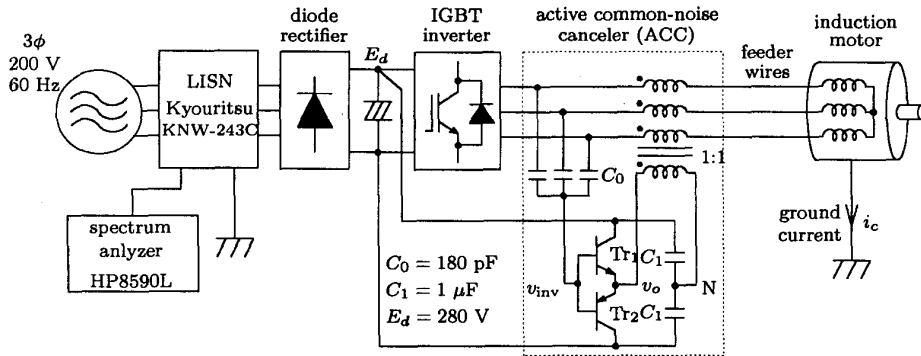 3ϕ
200 V
60 Hz
LISN
Kyouritsu
KNW-243C
spectrum
anlyzer
HP8590L
diode
rectifier
E_d
IGBT
inverter
active common-noise
canceler (ACC)
feeder
wires
induction
motor
1:1
C_0
C_0 = 180 pF
C_1 = 1 μF
E_d = 280 V
v_inv
Tr_1
C_1
v_o
N
Tr_2
C_1
ground
current
i_c